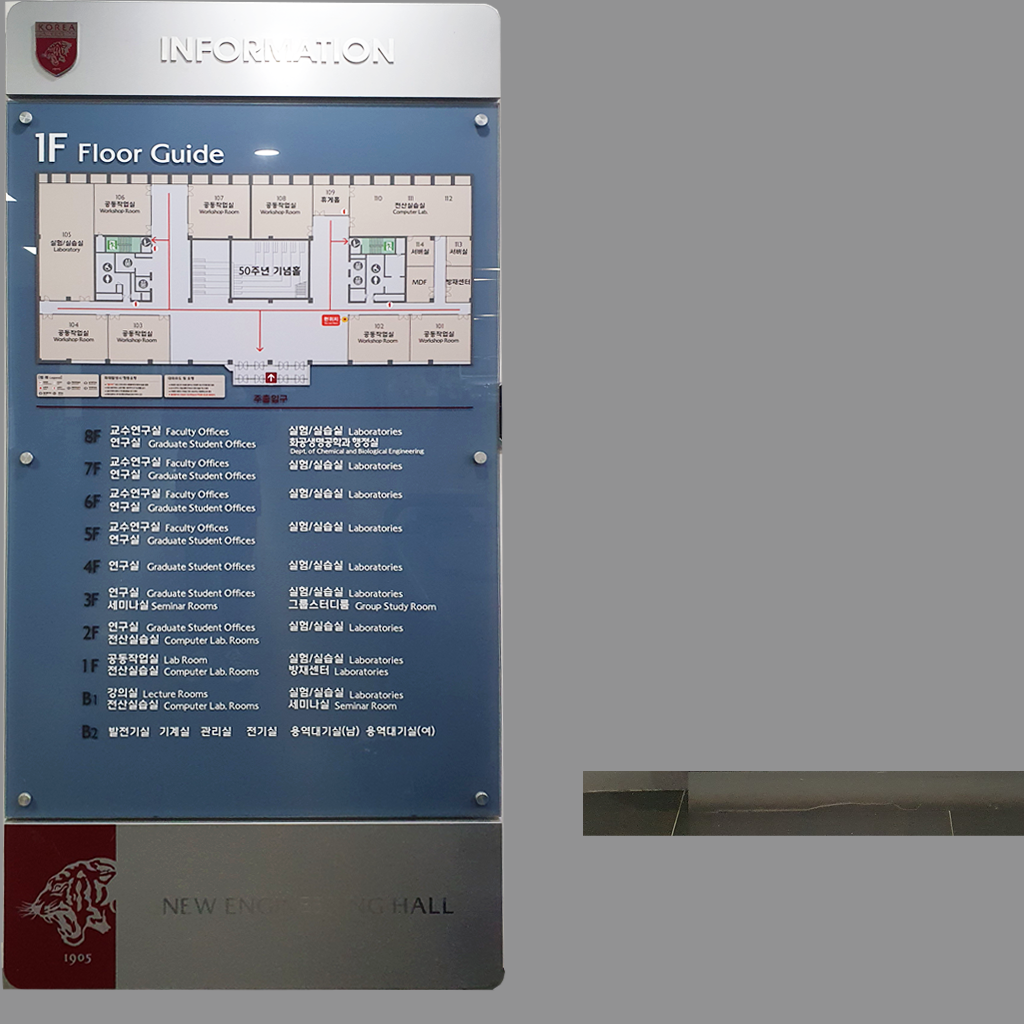 KOREA
INFORMATION
1F Floor Guide
106
공동작업실
Workshop Room
107
공동작업실
Workshop Room
108
공동작업실
Workshop Room
109
휴게홀
110 111 112
전산실습실
Computer Lab.
105
실험/실습실
Laboratory
50주년 기념홀
114
서버실
113
서버실
MDF
방재센터
현위치
104
공동작업실
Workshop Room
103
공동작업실
Workshop Room
102
공동작업실
Workshop Room
101
공동작업실
Workshop Room
주출입구
8F 교수연구실 Faculty Offices 실험/실습실 Laboratories
연구실 Graduate Student Offices 화공생명공학과 행정실
Dept. of Chemical and Biological Engineering
7F 교수연구실 Faculty Offices 실험/실습실 Laboratories
연구실 Graduate Student Offices
6F 교수연구실 Faculty Offices 실험/실습실 Laboratories
연구실 Graduate Student Offices
5F 교수연구실 Faculty Offices 실험/실습실 Laboratories
연구실 Graduate Student Offices
4F 연구실 Graduate Student Offices 실험/실습실 Laboratories
3F 연구실 Graduate Student Offices 실험/실습실 Laboratories
세미나실 Seminar Rooms 그룹스터디룸 Group Study Room
2F 연구실 Graduate Student Offices 실험/실습실 Laboratories
전산실습실 Computer Lab. Rooms
1F 공동작업실 Lab Room 실험/실습실 Laboratories
전산실습실 Computer Lab. Rooms 방재센터 Laboratories
B1 강의실 Lecture Rooms 실험/실습실 Laboratories
전산실습실 Computer Lab. Rooms 세미나실 Seminar Room
B2 발전기실 기계실 관리실 전기실 용역대기실(남) 용역대기실(여)
NEW ENGINEERING HALL
1905